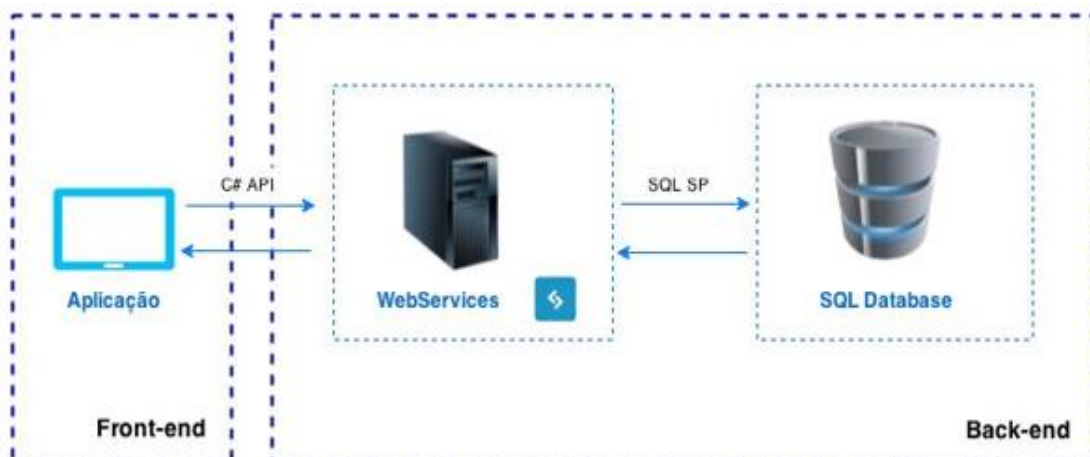 C# API
SQL SP
Aplicação
WebServices
SQL Database
Front-end
Back-end